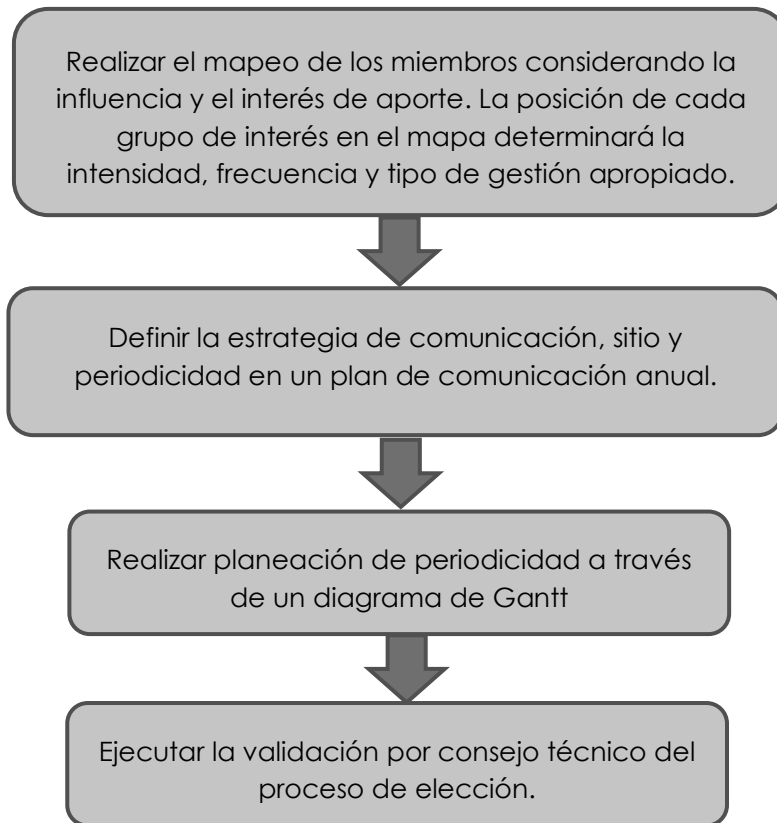 Realizar el mapeo de los miembros considerando la
influencia y el interés de aporte. La posición de cada
grupo de interés en el mapa determinará la
intensidad, frecuencia y tipo de gestión apropiado.
Definir la estrategia de comunicación, sitio y
periodicidad en un plan de comunicación anual.
Realizar planeación de periodicidad a través
de un diagrama de Gantt
Ejecutar la validación por consejo técnico del
proceso de elección.